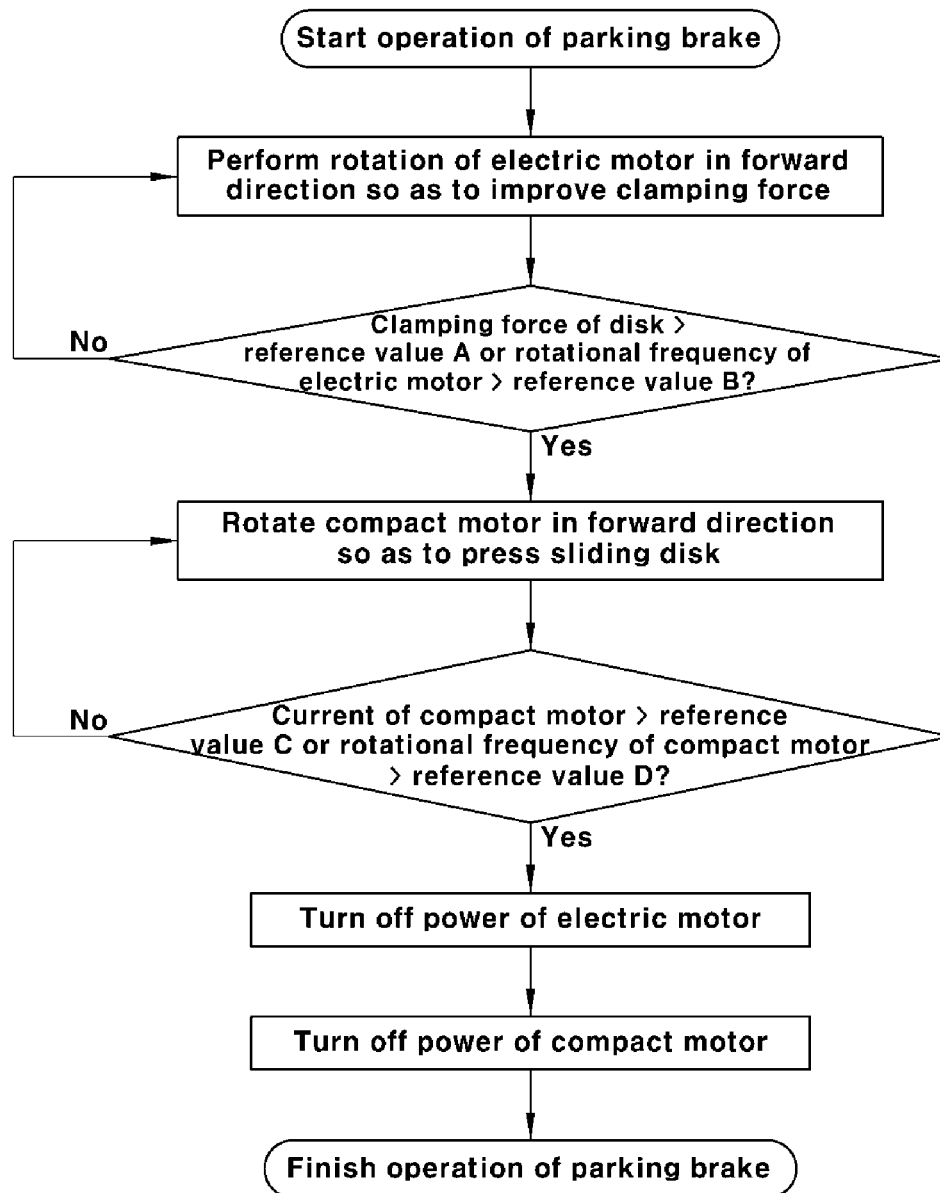 Start operation of parking brake
Perform rotation of electric motor in forward
direction so as to improve clamping force
No
Clamping force of disk >
reference value A or rotational frequency of
electric motor > reference value B?
Yes
Rotate compact motor in forward direction
so as to press sliding disk
No
Current of compact motor > reference
value C or rotational frequency of compact motor
> reference value D?
Yes
Turn off power of electric motor
Turn off power of compact motor
Finish operation of parking brake